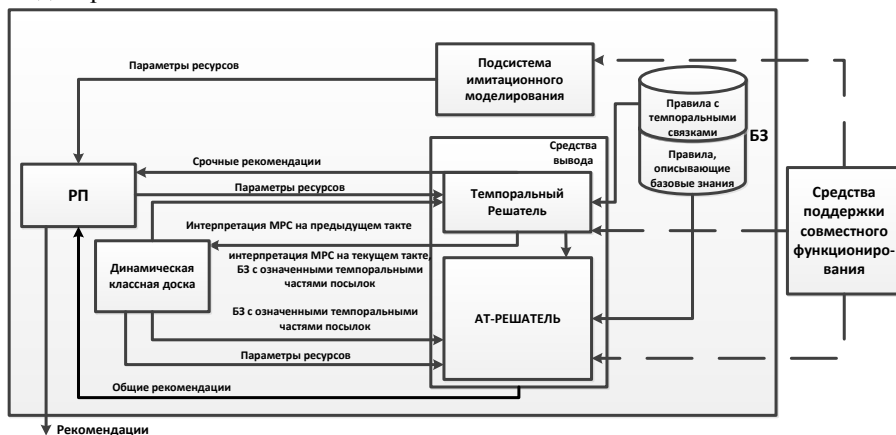 Параметры ресурсов
Подсистема
имитационного
моделирования
Правила с
темпоральными
связками
БЗ
Правила,
описывающие
базовые знания
Средства
вывода
Срочные рекомендации
РП
Параметры ресурсов
Темпоральный
Решатель
Средства
поддержки
совместного
функциониро-
вания
Интерпретация МРС на предыдущем такте
Динамическая
классная доска
интерпретация МРС на текущем такте,
БЗ с означенными темпоральными
частями посылок
БЗ с означенными темпоральными
частями посылок
АТ-РЕШАТЕЛЬ
Параметры ресурсов
Общие рекомендации
Рекомендации